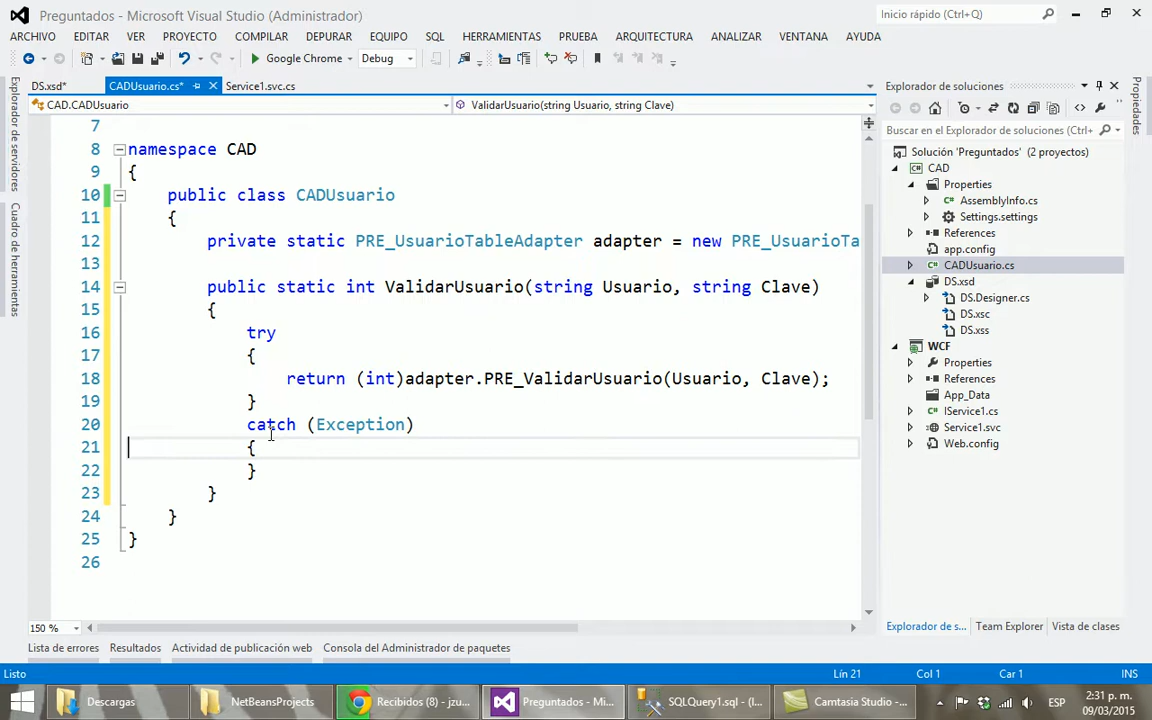 Preguntados - Microsoft Visual Studio (Administrador)
Inicio rápido (Ctrl+Q)
ARCHIVO EDITAR VER PROYECTO COMPILAR DEPURAR EQUIPO SQL HERRAMIENTAS PRUEBA ARQUITECTURA ANALIZAR VENTANA AYUDA
Google Chrome Debug
DS.xsd* CADUsuario.cs* Service1.svc.cs
CAD.CADUsuario ValidarUsuario(string Usuario, string Clave)
Explorador de servidores
Cuadro de herramientas
7
8 namespace CAD
9 {
10 public class CADUsuario
11 {
12 private static PRE_UsuarioTableAdapter adapter = new PRE_UsuarioTa
13
14 public static int ValidarUsuario(string Usuario, string Clave)
15 {
16 try
17 {
18 return (int)adapter.PRE_ValidarUsuario(Usuario, Clave);
19 }
20 catch (Exception)
21 {
22 }
23 }
24 }
25 }
26
150 %
Explorador de soluciones
Buscar en el Explorador de soluciones (Ctrl+
Solución 'Preguntados' (2 proyectos)
CAD
Properties
AssemblyInfo.cs
Settings.settings
References
app.config
CADUsuario.cs
DS.xsd
DS.Designer.cs
DS.xsc
DS.xss
WCF
Properties
References
App_Data
IService1.cs
Service1.svc
Web.config
Explorador de s... Team Explorer Vista de clases
Propiedades
Lista de errores Resultados Actividad de publicación web Consola del Administrador de paquetes
Listo Lín 21 Col 1 Car 1 INS
Descargas NetBeansProjects Recibidos (6) - jzu... Preguntados - Mi... SQLQuery1.sql - (l... Camtasia Studio -... ESP 2:31 p. m.
09/03/2015